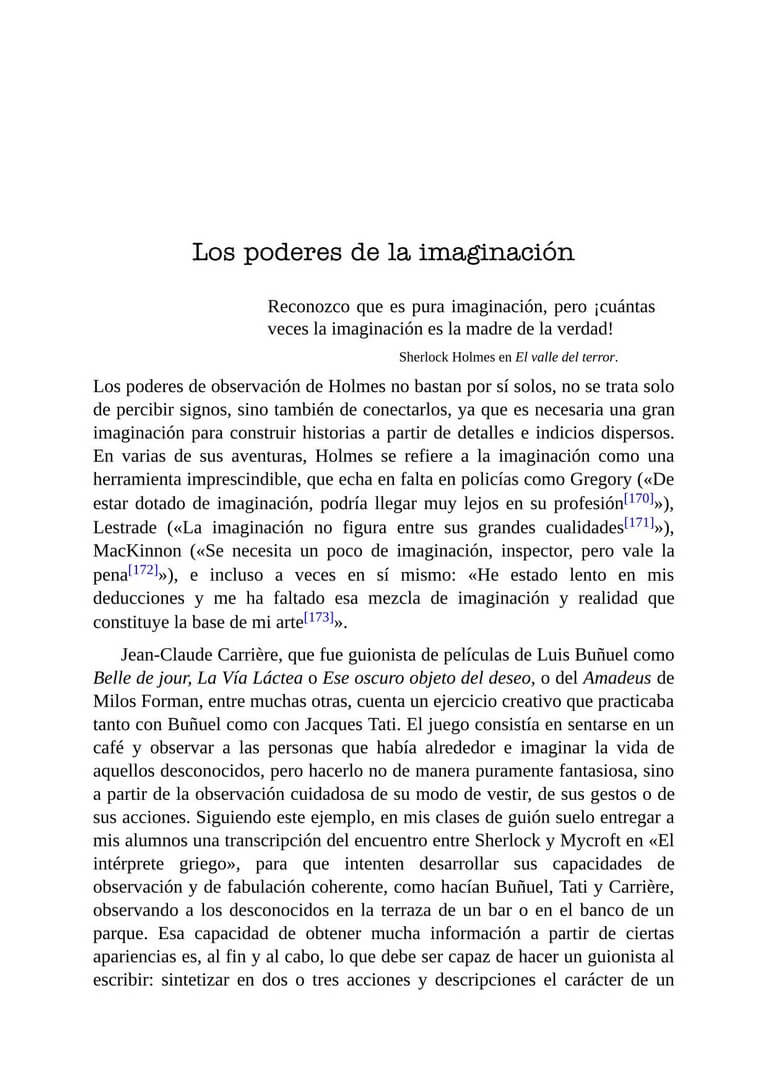 Los poderes de la imaginación
Reconozco que es pura imaginación, pero ¡cuántas
veces la imaginación es la madre de la verdad!
Sherlock Holmes en El valle del terror.
Los poderes de observación de Holmes no bastan por sí solos, no se trata solo
de percibir signos, sino también de conectarlos, ya que es necesaria una gran
imaginación para construir historias a partir de detalles e indicios dispersos.
En varias de sus aventuras, Holmes se refiere a la imaginación como una
herramienta imprescindible, que echa en falta en policías como Gregory («De
estar dotado de imaginación, podría llegar muy lejos en su profesión[170]»),
Lestrade («La imaginación no figura entre sus grandes cualidades[171]»),
MacKinnon («Se necesita un poco de imaginación, inspector, pero vale la
pena[172]»), e incluso a veces en sí mismo: «He estado lento en mis
deducciones y me ha faltado esa mezcla de imaginación y realidad que
constituye la base de mi arte[173]».
Jean-Claude Carrière, que fue guionista de películas de Luis Buñuel como
Belle de jour, La Vía Láctea o Ese oscuro objeto del deseo, o del Amadeus de
Milos Forman, entre muchas otras, cuenta un ejercicio creativo que practicaba
tanto con Buñuel como con Jacques Tati. El juego consistía en sentarse en un
café y observar a las personas que había alrededor e imaginar la vida de
aquellos desconocidos, pero hacerlo no de manera puramente fantasiosa, sino
a partir de la observación cuidadosa de su modo de vestir, de sus gestos o de
sus acciones. Siguiendo este ejemplo, en mis clases de guión suelo entregar a
mis alumnos una transcripción del encuentro entre Sherlock y Mycroft en «El
intérprete griego», para que intenten desarrollar sus capacidades de
observación y de fabulación coherente, como hacían Buñuel, Tati y Carrière,
observando a los desconocidos en la terraza de un bar o en el banco de un
parque. Esa capacidad de obtener mucha información a partir de ciertas
apariencias es, al fin y al cabo, lo que debe ser capaz de hacer un guionista al
escribir: sintetizar en dos o tres acciones y descripciones el carácter de un